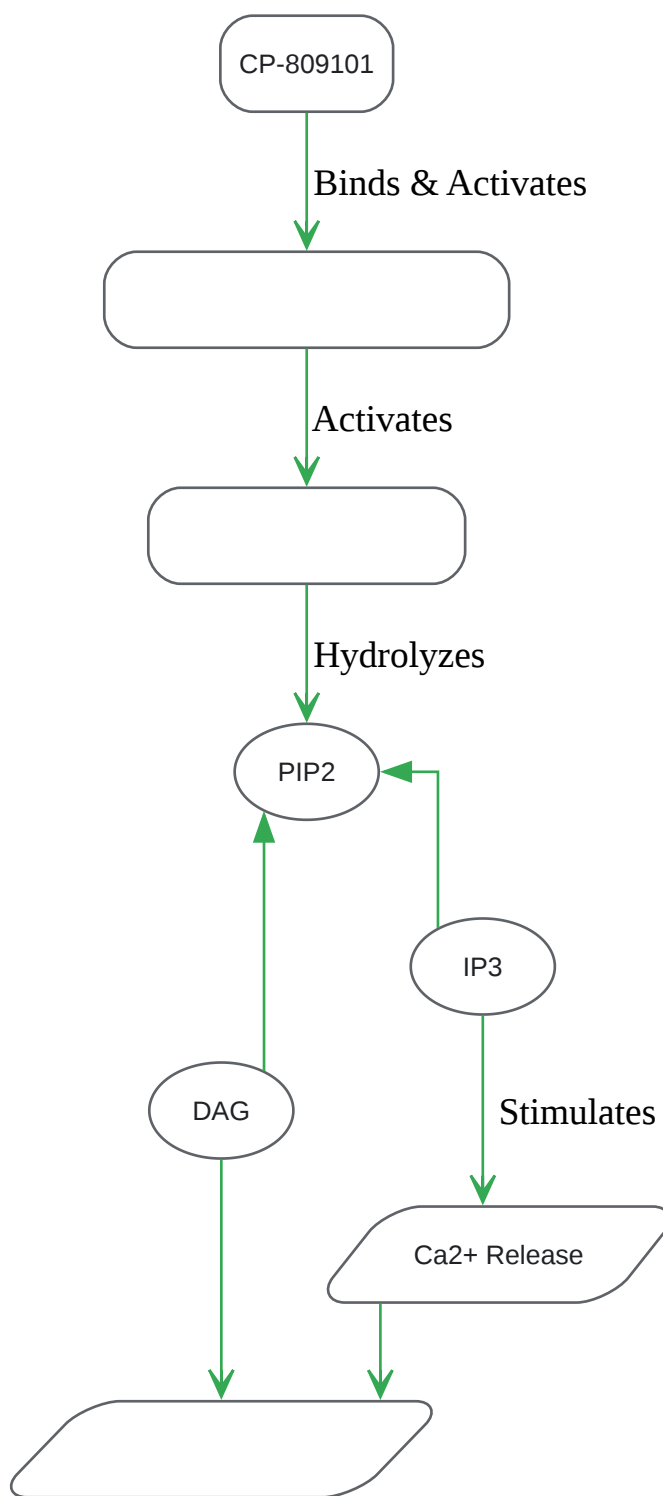 CP-809101
Binds & Activates
Activates
Hydrolyzes
PIP2
IP3
DAG
Stimulates
Ca2+ Release